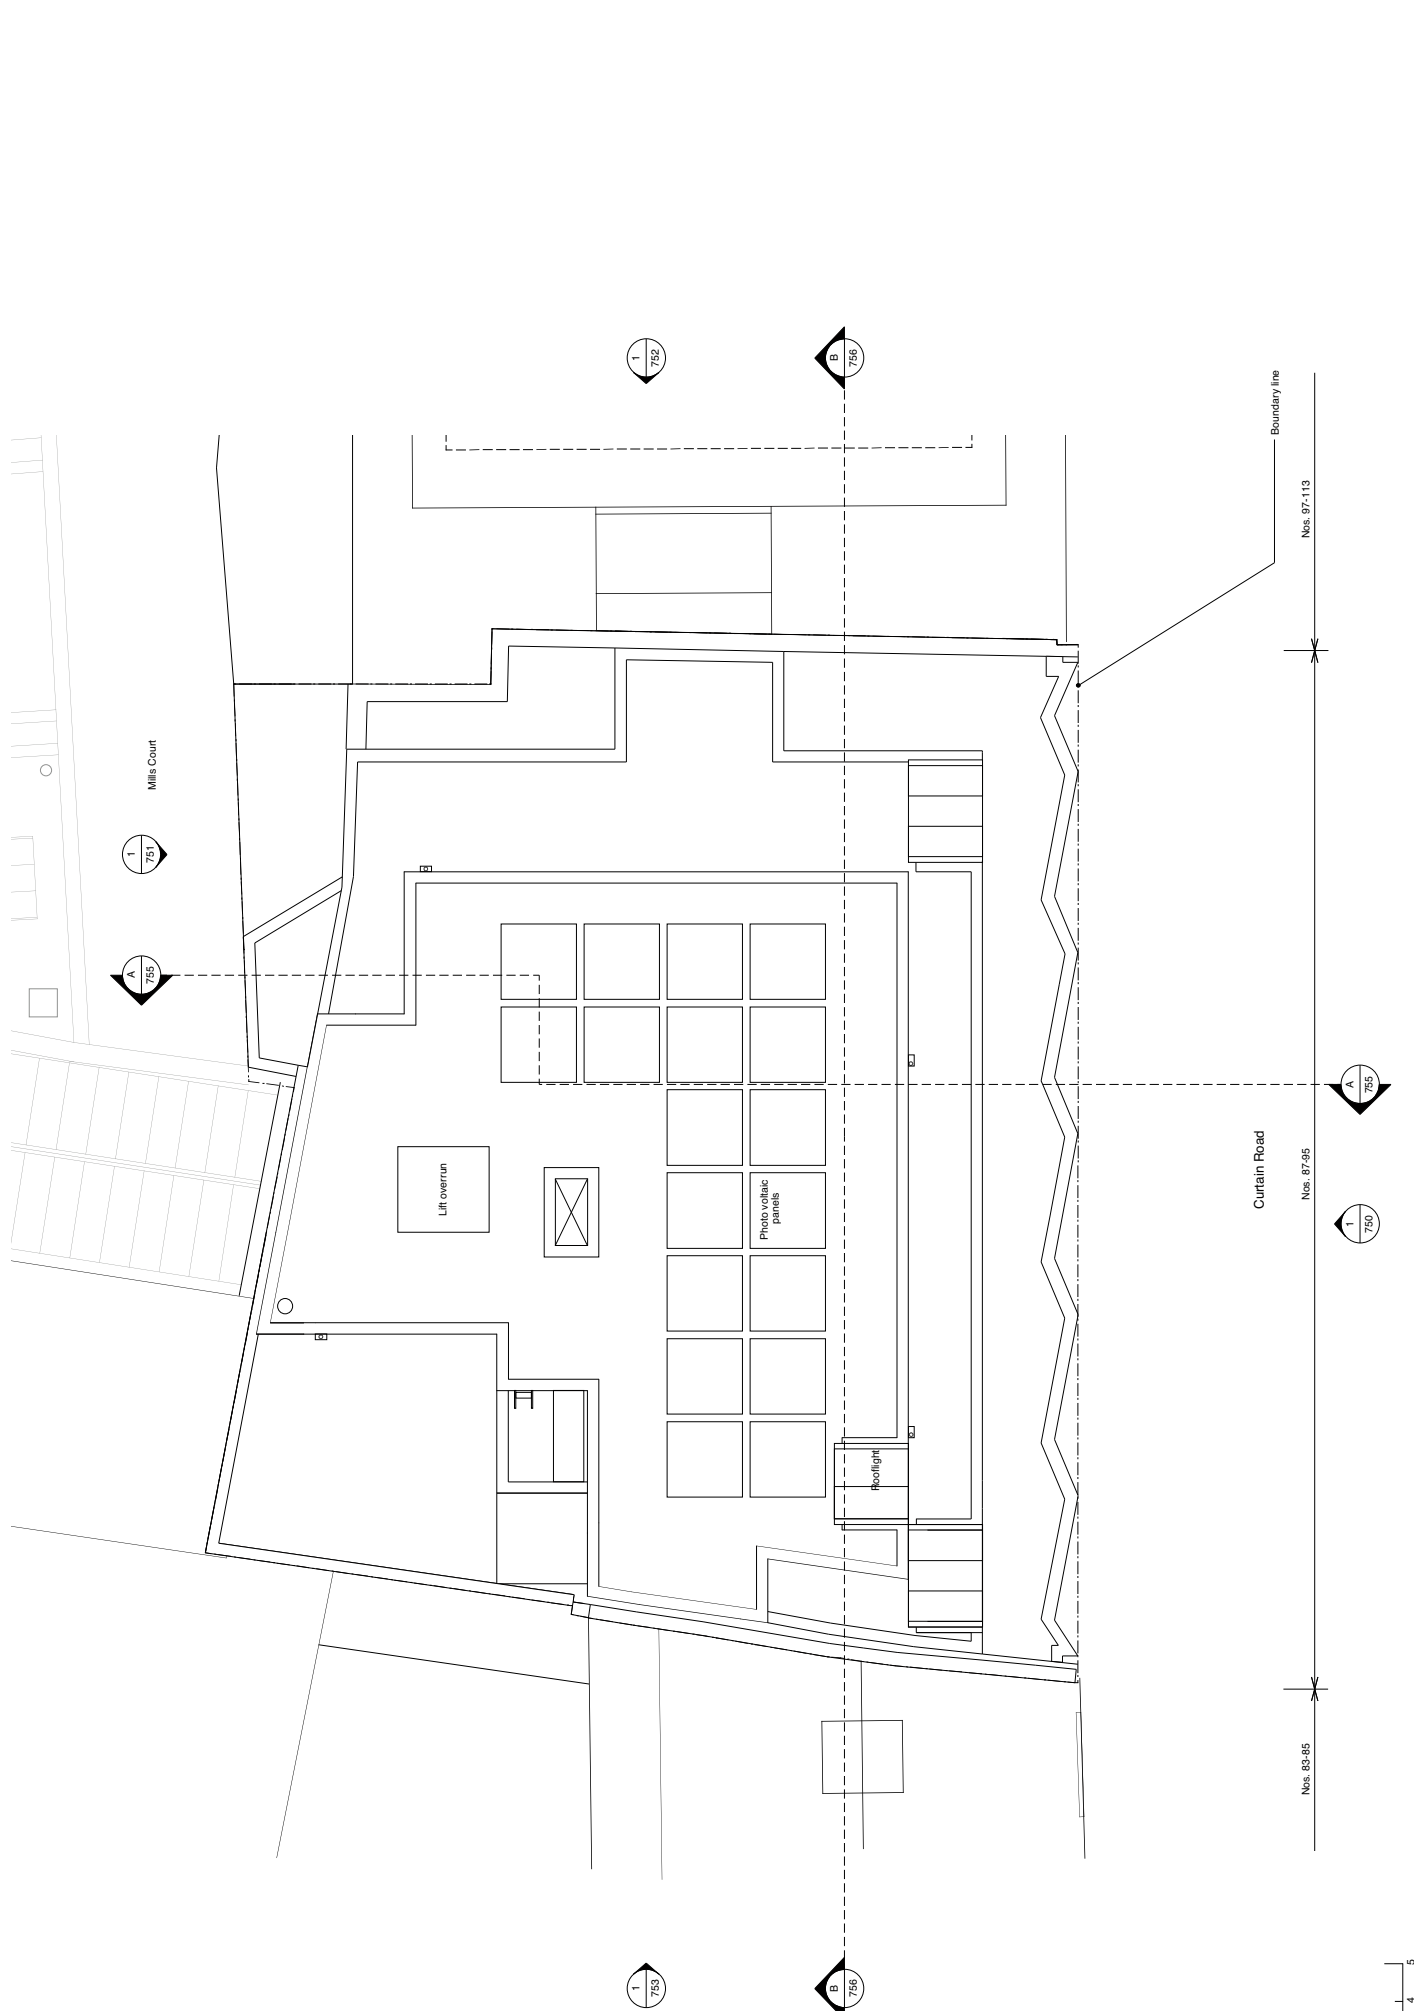 1
752
B
756
Boundary line
Nos. 97-113
Mills Court
1
751
A
755
Lift overrun
Photo voltaic
panels
Rooflight
Curtain Road
Nos. 87-95
A
755
1
750
Nos. 83-85
1
753
B
756
5
4